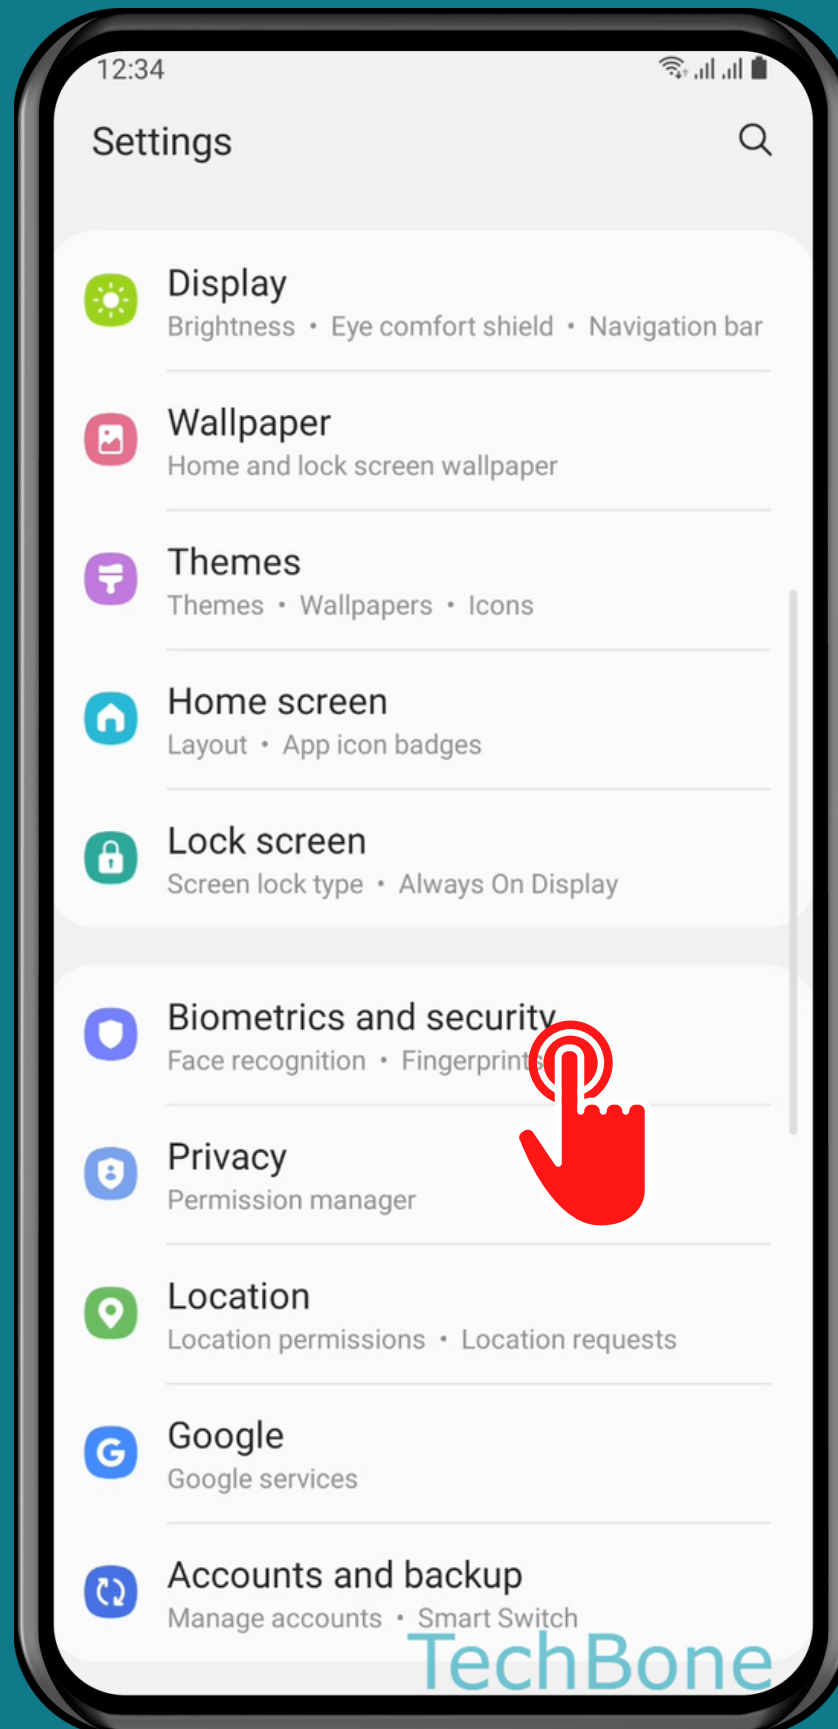 12:34
Settings
Display
Brightness • Eye comfort shield • Navigation bar
Wallpaper
Home and lock screen wallpaper
Themes
Themes • Wallpapers • Icons
Home screen
Layout • App icon badges
Lock screen
Screen lock type • Always On Display
Biometrics and security
Face recognition • Fingerprints
Privacy
Permission manager
Location
Location permissions • Location requests
Google
Google services
Accounts and backup
Manage accounts • Smart Switch
TechBone